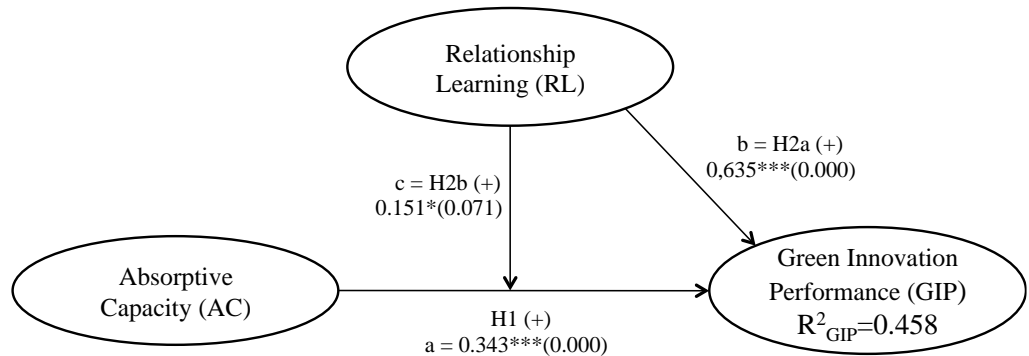 Relationship
Learning (RL)
b = H2a (+)
0,635***(0.000)
c = H2b (+)
0.151*(0.071)
Absorptive
Capacity (AC)
Green Innovation
Performance (GIP)
R²GIP=0.458
H1 (+)
a = 0.343***(0.000)